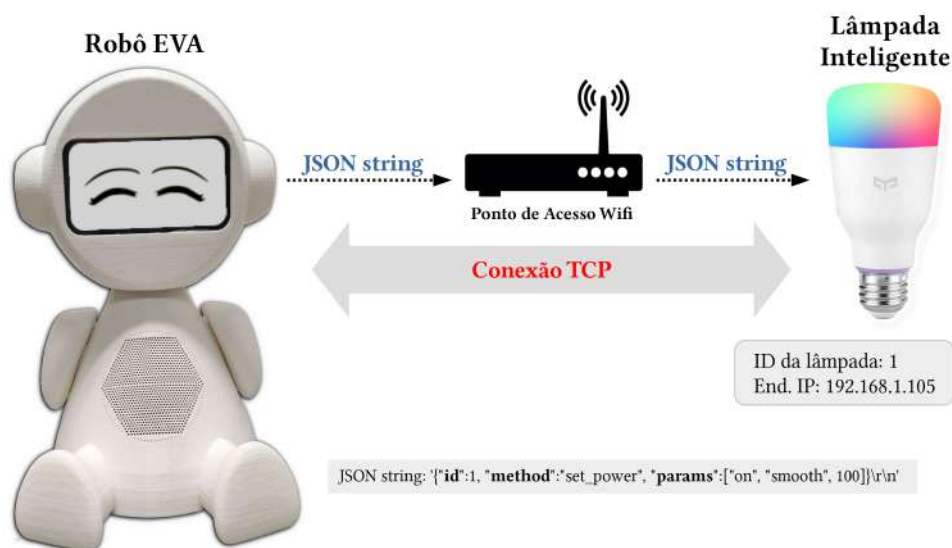 Robô EVA
Lâmpada
Inteligente
JSON string
JSON string
Ponto de Acesso Wifi
Conexão TCP
ID da lâmpada: 1
End. IP: 192.168.1.105
JSON string: '{"id":1, "method":"set_power", "params":["on", "smooth", 100]}\r\n'